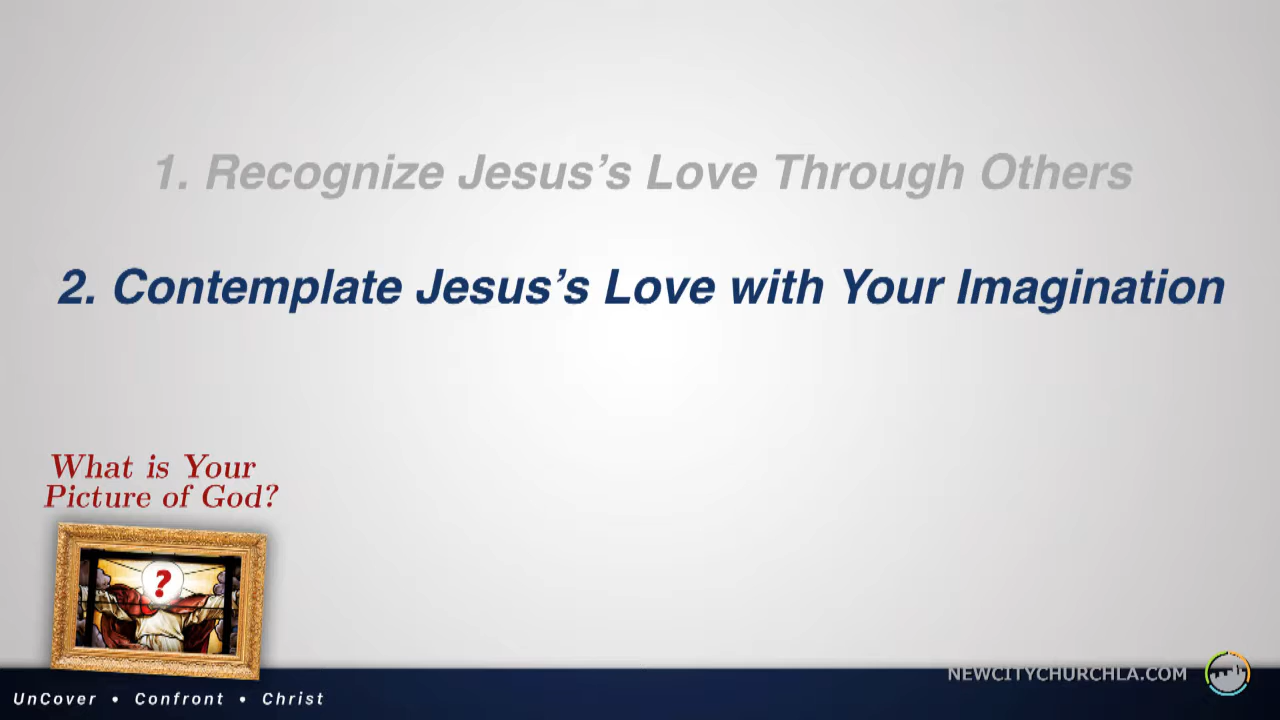 1. Recognize Jesus’s Love Through Others
2. Contemplate Jesus’s Love with Your Imagination
What is Your
Picture of God?
?
NEWCITYCHURCHLA.COM
UnCover • Confront • Christ